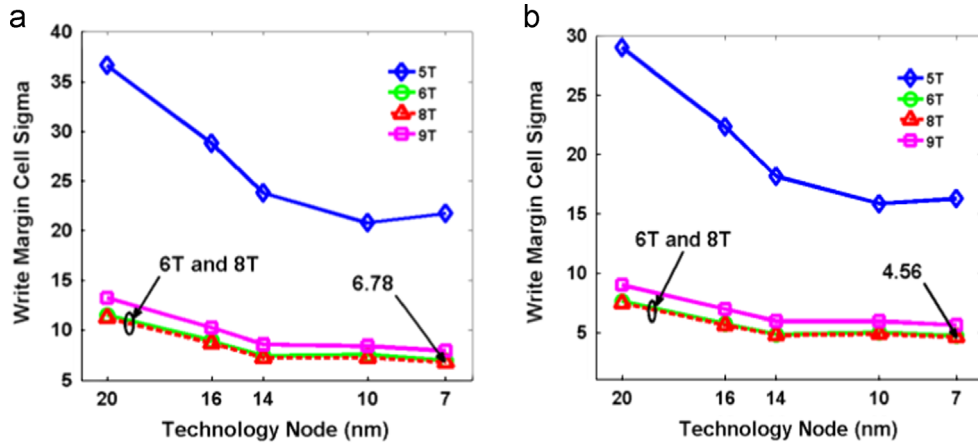 a
40
35
30
25
20
15
10
5
Write Margin Cell Sigma
5T
6T
8T
9T
6T and 8T
6.78
20 16 14 10 7
Technology Node (nm)
b
30
25
20
15
10
5
Write Margin Cell Sigma
5T
6T
8T
9T
6T and 8T
4.56
20 16 14 10 7
Technology Node (nm)